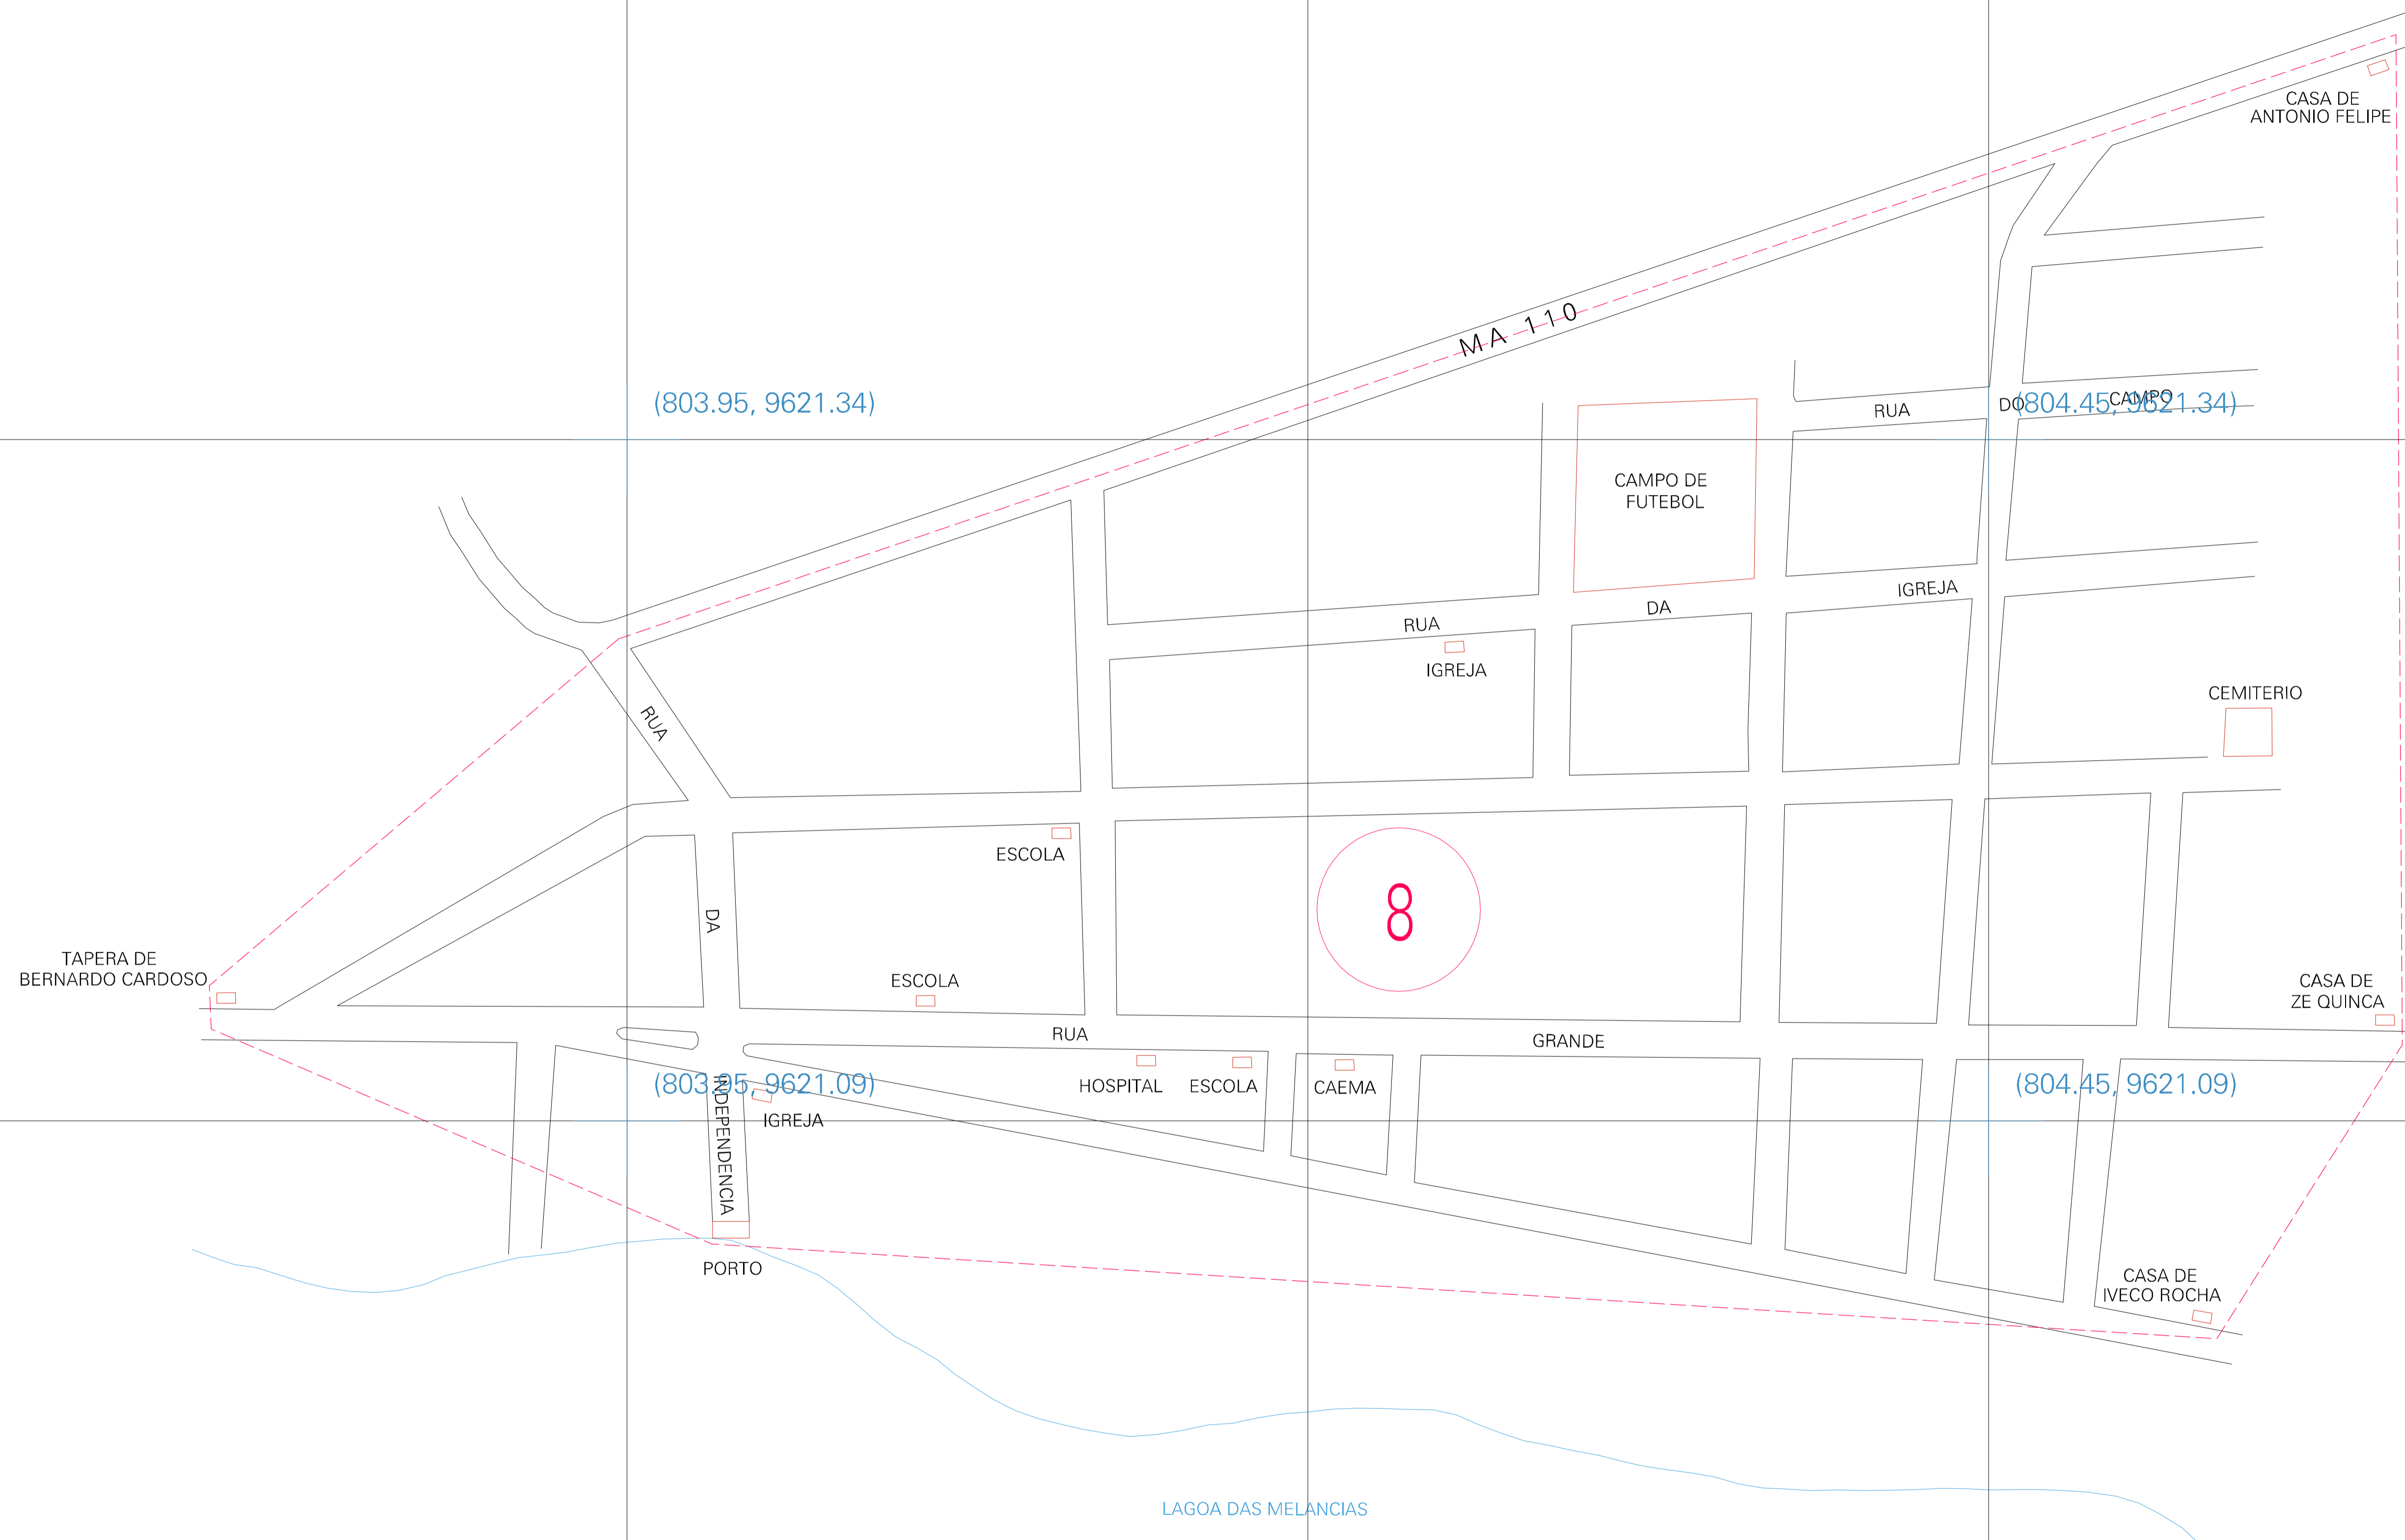 CASA DE
ANTONIO FELIPE
MA 110
(803.95, 9621.34)
(804.45, 9621.34)
RUA
DO
CAMPO
CAMPO DE
FUTEBOL
RUA
DA
IGREJA
IGREJA
CEMITERIO
RUA
DA
INDEPENDENCIA
ESCOLA
8
TAPERA DE
BERNARDO CARDOSO
ESCOLA
CASA DE
ZE QUINCA
RUA
GRANDE
(803.95, 9621.09)
HOSPITAL
ESCOLA
CAEMA
(804.45, 9621.09)
IGREJA
PORTO
CASA DE
IVECO ROCHA
LAGOA DAS MELANCIAS